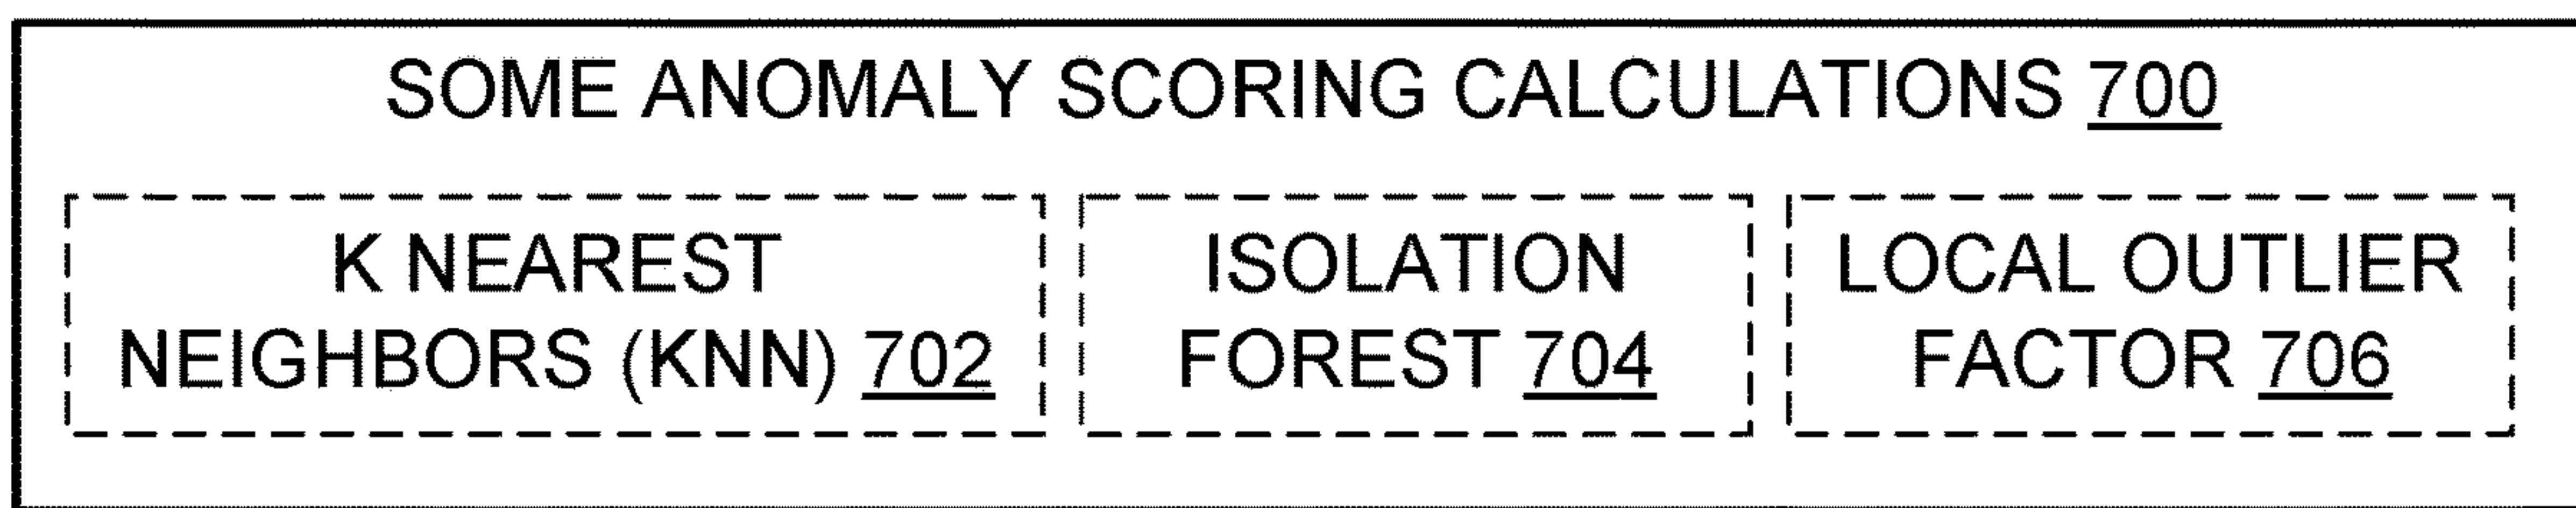 SOME ANOMALY SCORING CALCULATIONS 700
K NEAREST
NEIGHBORS (KNN) 702
ISOLATION
FOREST 704
LOCAL OUTLIER
FACTOR 706